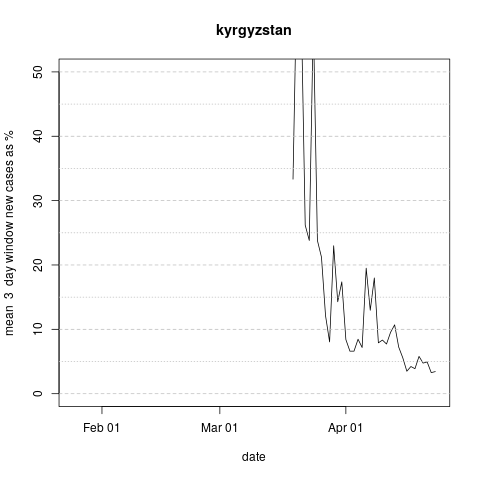 kyrgyzstan
mean  3  day window new cases as %
50
40
30
20
10
0
Feb 01
Mar 01
Apr 01
date